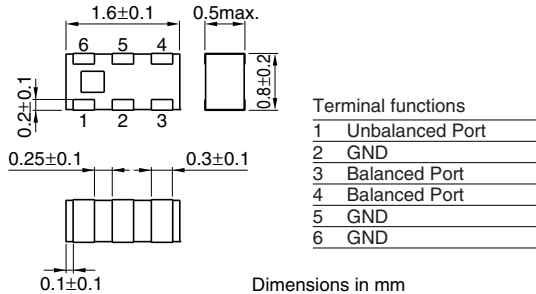 1.6±0.1
0.5max.
6 5 4
0.2±0.1
0.8±0.2
1 2 3
0.25±0.1
0.3±0.1
0.1±0.1
Terminal functions
1 Unbalanced Port
2 GND
3 Balanced Port
4 Balanced Port
5 GND
6 GND
Dimensions in mm